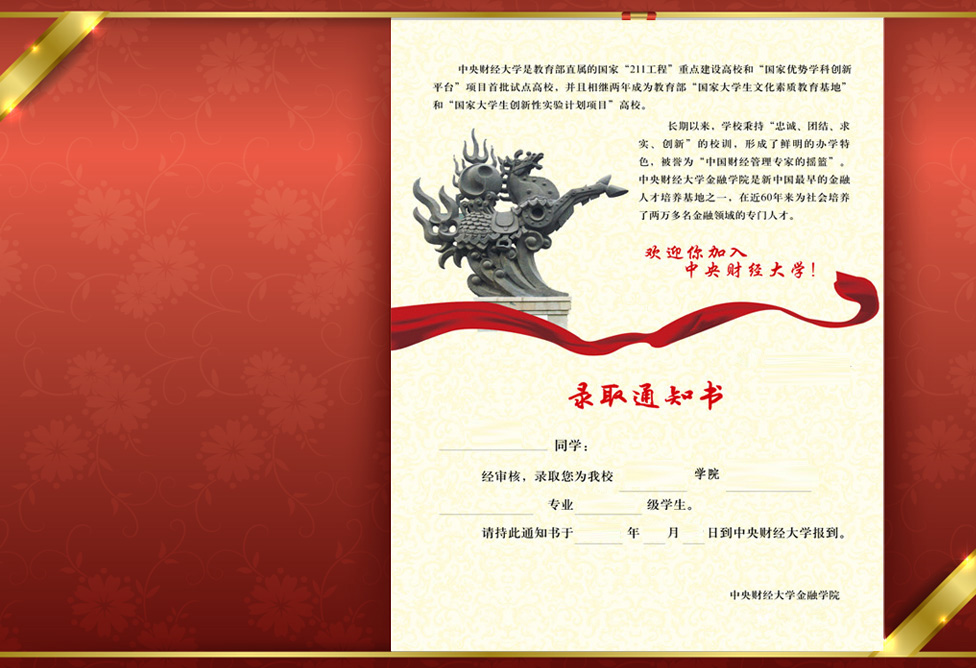 中央财经大学是教育部直属的国家“211工程”重点建设高校和“国家优势学科创新
平台”项目首批试点高校，并且相继两年成为教育部“国家大学生文化素质教育基地”
和“国家大学生创新性实验计划项目”高校。
长期以来，学校秉持“忠诚、团结、求
实、创新”的校训，形成了鲜明的办学特
色，被誉为“中国财经管理专家的摇篮”。
中央财经大学金融学院是新中国最早的金融
人才培养基地之一，在近60年来为社会培养
了两万多名金融领域的专门人才。
欢迎你加入
中央财经大学！
录取通知书
同学：
经审核，录取您为我校 学院
专业 级学生。
请持此通知书于 年 月 日到中央财经大学报到。
中央财经大学金融学院